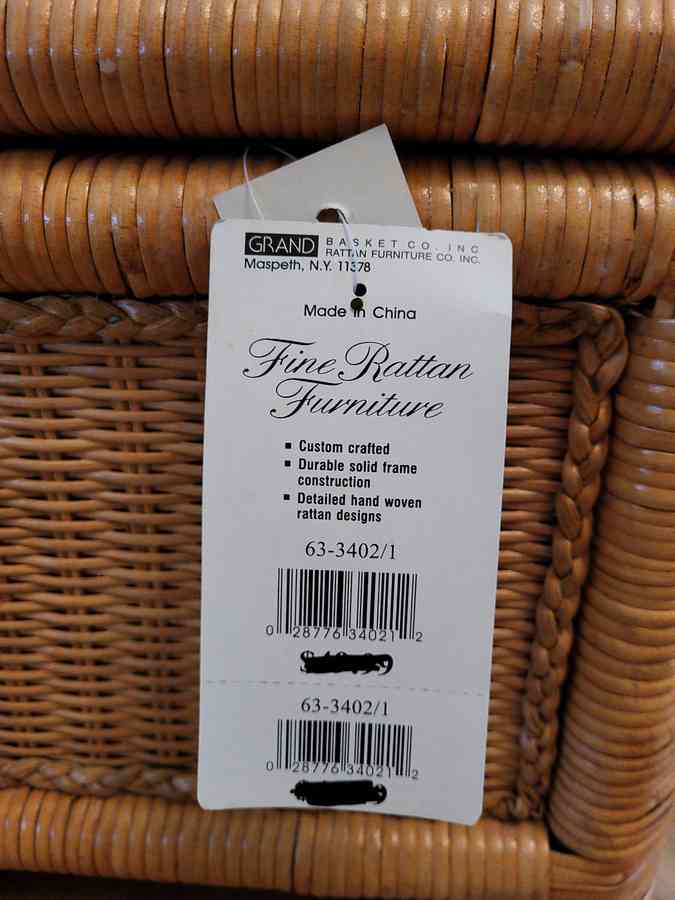 GRAND BASKET CO. INC
RATTAN FURNITURE CO. INC.
Maspeth, N.Y. 11378
Made in China
Fine Rattan
Furniture
▪ Custom crafted
▪ Durable solid frame
construction
▪ Detailed hand woven
rattan designs
63-3402/1
0 28776 34021 2
63-3402/1
0 28776 34021 2